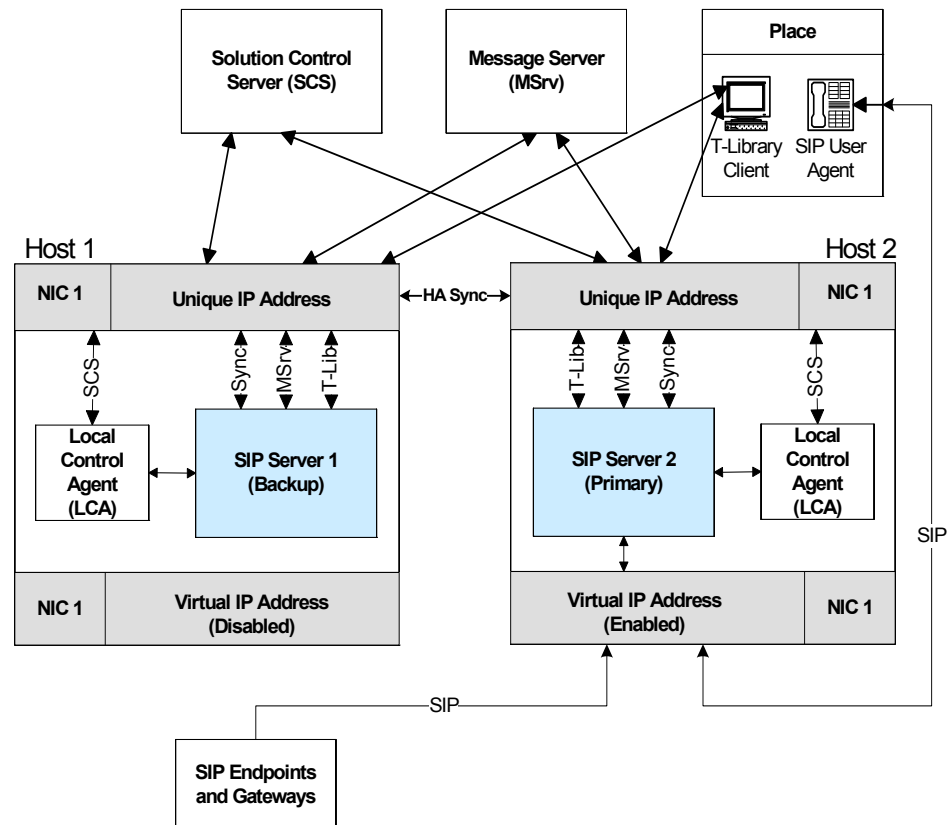 Solution Control
Server (SCS)
Message Server
(MSrv)
Place
T-Library
Client
SIP User
Agent
Host 1
Host 2
NIC 1
Unique IP Address
HA Sync
Unique IP Address
NIC 1
SCS
Sync
MSrv
T-Lib
T-Lib
MSrv
Sync
SCS
Local
Control
Agent
(LCA)
SIP Server 1
(Backup)
SIP Server 2
(Primary)
Local
Control
Agent
(LCA)
SIP
NIC 1
Virtual IP Address
(Disabled)
Virtual IP Address
(Enabled)
NIC 1
SIP
SIP Endpoints
and Gateways